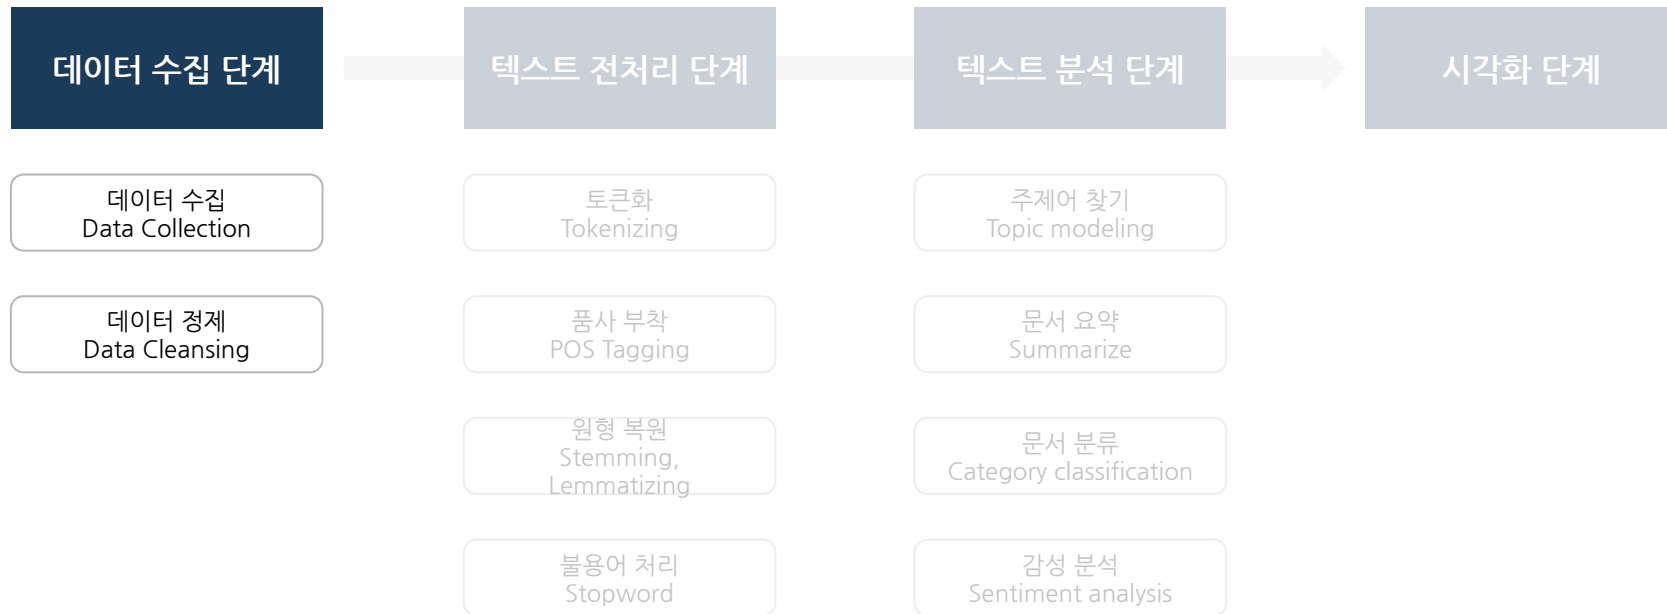 데이터 수집 단계
텍스트 전처리 단계
텍스트 분석 단계
시각화 단계
데이터 수집
Data Collection
데이터 정제
Data Cleansing
토큰화
Tokenizing
품사 부착
POS Tagging
원형 복원
Stemming,
Lemmatizing
불용어 처리
Stopword
주제어 찾기
Topic modeling
문서 요약
Summarize
문서 분류
Category classification
감성 분석
Sentiment analysis